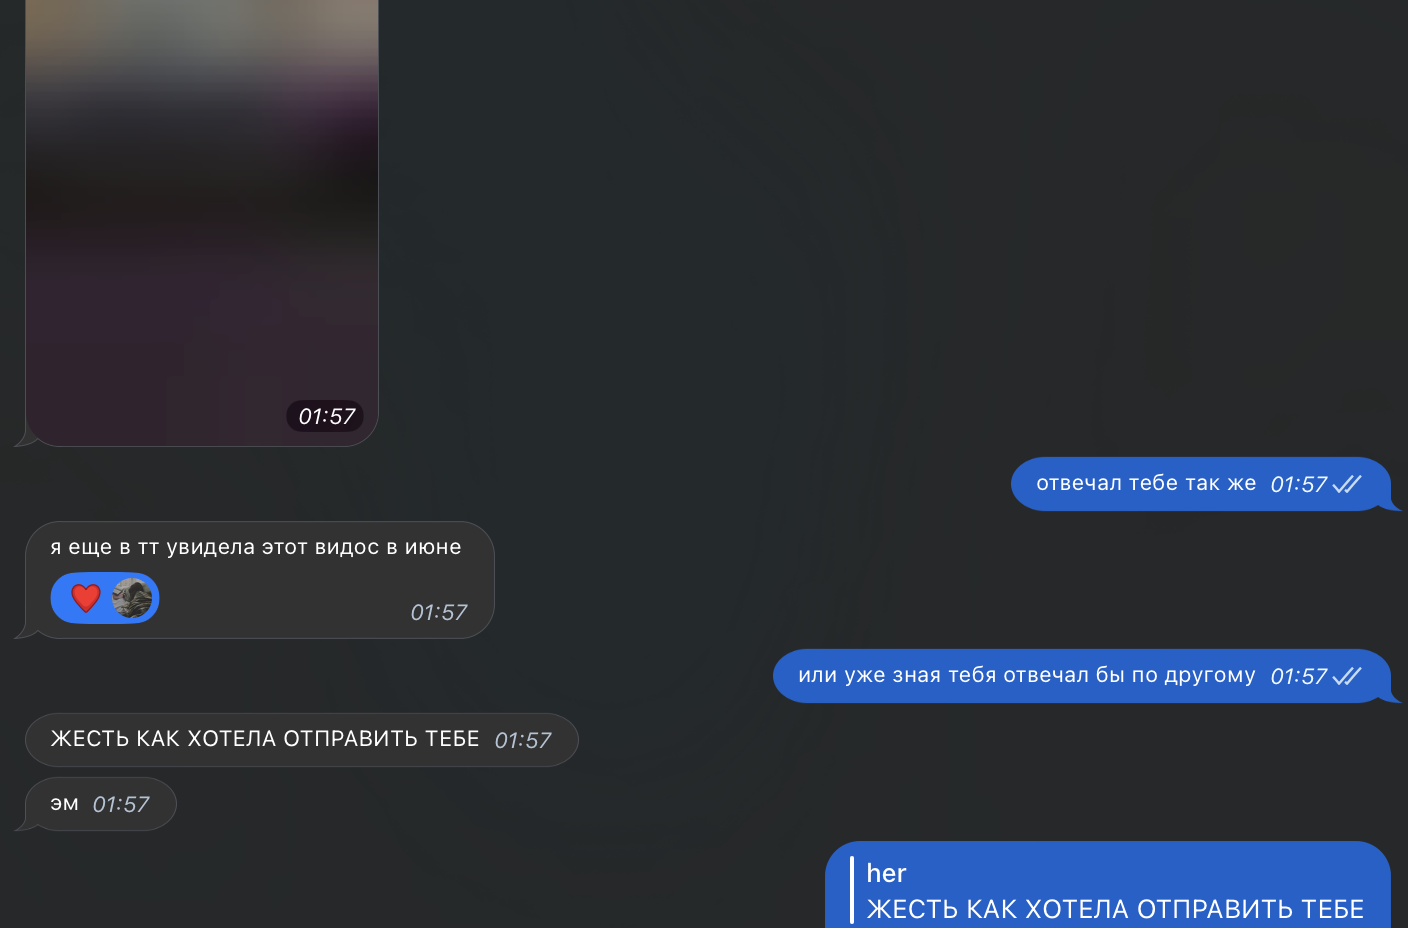 01:57
отвечал тебе так же 01:57
я еще в тт увидела этот видос в июне
01:57
или уже зная тебя отвечал бы по другому 01:57
ЖЕСТЬ КАК ХОТЕЛА ОТПРАВИТЬ ТЕБЕ 01:57
эм 01:57
her
ЖЕСТЬ КАК ХОТЕЛА ОТПРАВИТЬ ТЕБЕ